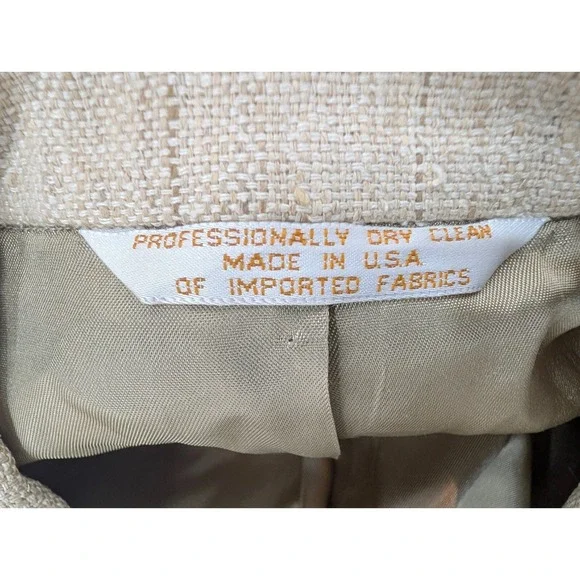 PROFESSIONALLY DRY CLEAN
MADE IN U.S.A
OF IMPORTED FABRICS